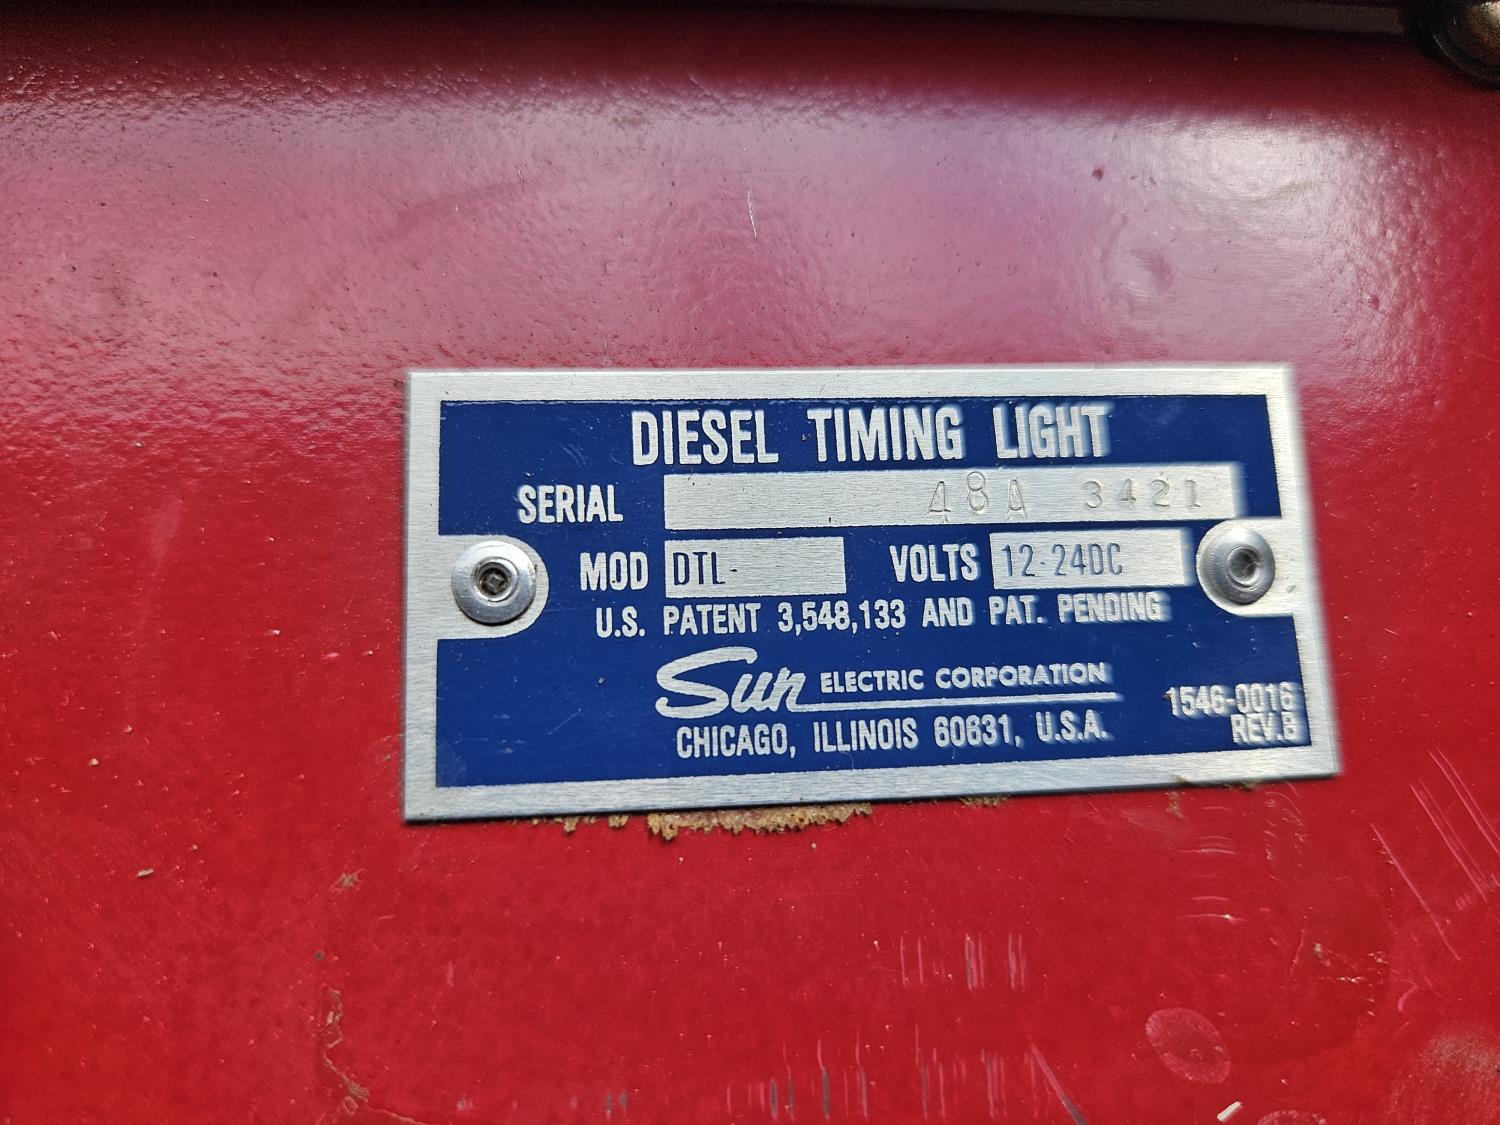 DIESEL TIMING LIGHT
SERIAL 48A 3421
MOD DTL- VOLTS 12-24DC
U.S. PATENT 3,548,133 AND PAT. PENDING
Sun ELECTRIC CORPORATION
CHICAGO, ILLINOIS 60631, U.S.A.
1546-0016
REV.B